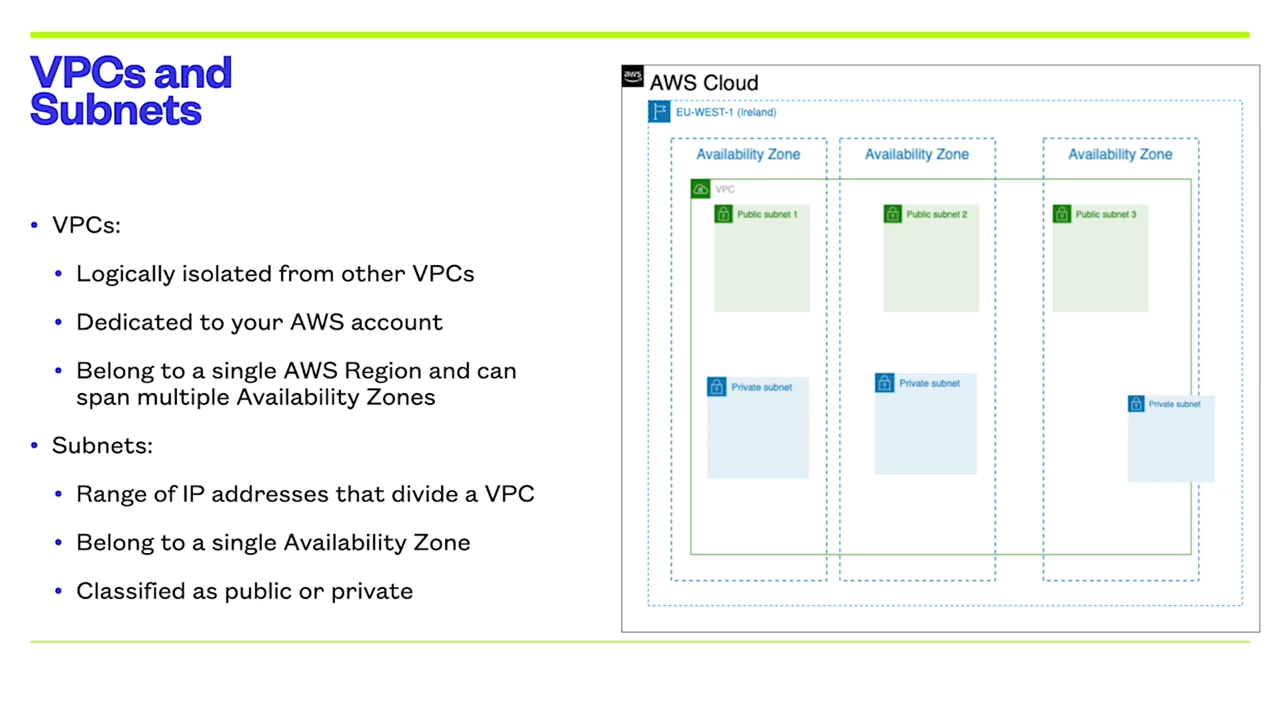 VPCs and
Subnets
• VPCs:
• Logically isolated from other VPCs
• Dedicated to your AWS account
• Belong to a single AWS Region and can
span multiple Availability Zones
• Subnets:
• Range of IP addresses that divide a VPC
• Belong to a single Availability Zone
• Classified as public or private
aws
AWS Cloud
EU-WEST-1 (Ireland)
Availability Zone
Availability Zone
Availability Zone
VPC
Public subnet 1
Public subnet 2
Public subnet 3
Private subnet
Private subnet
Private subnet